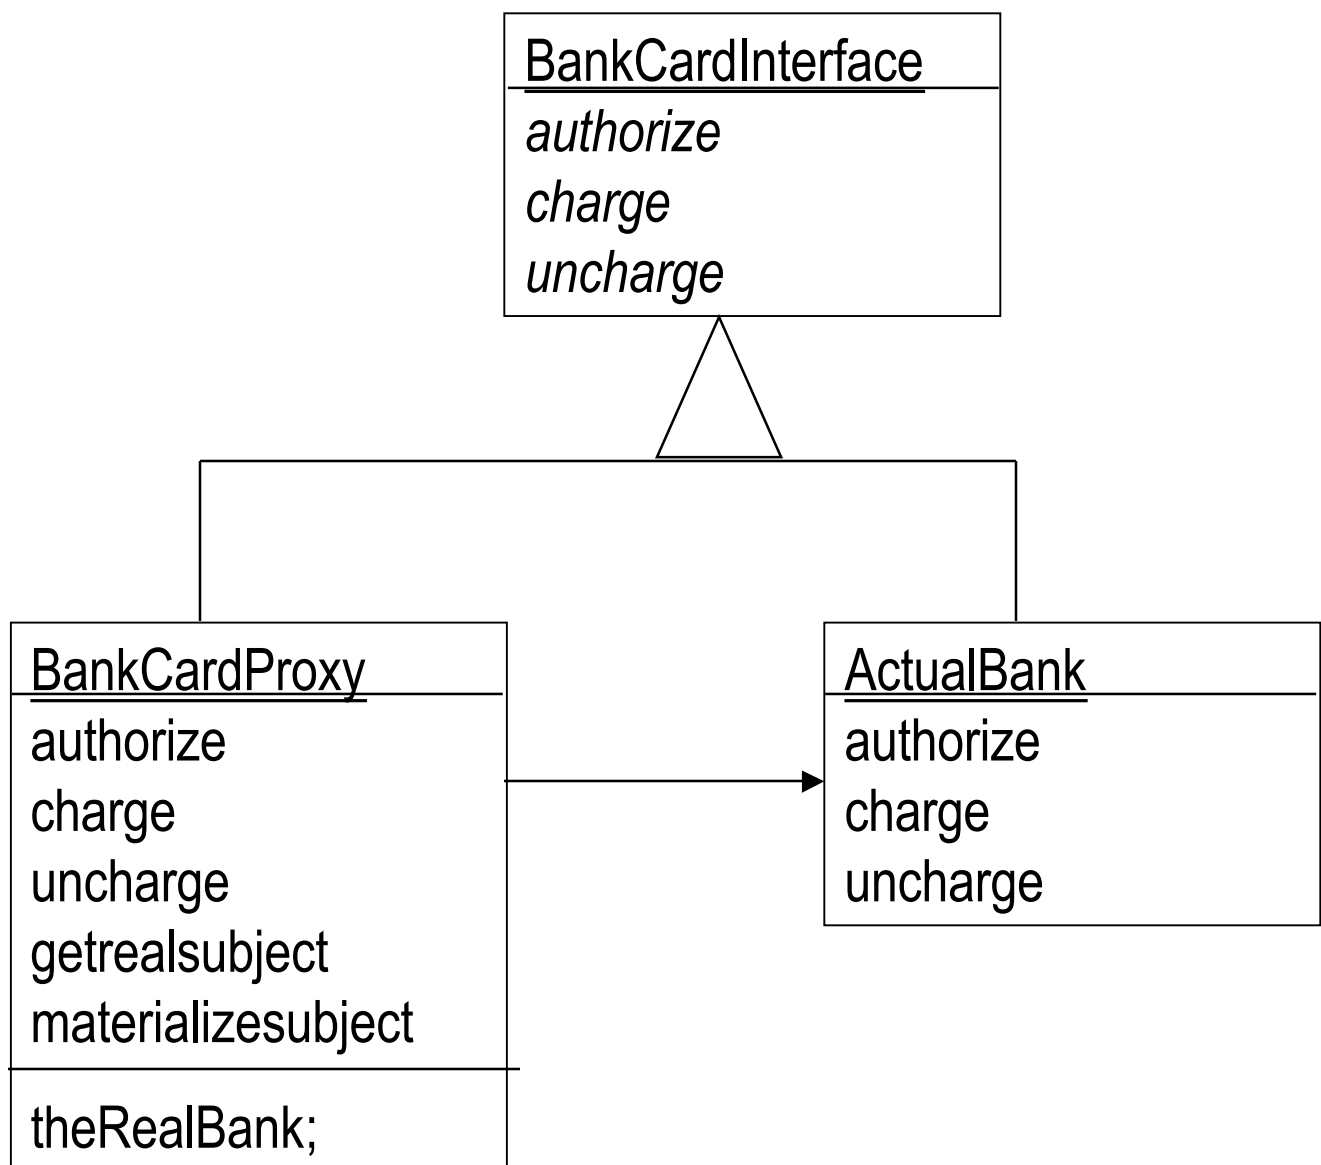 BankCardInterface
authorize
charge
uncharge
BankCardProxy
authorize
charge
uncharge
getrealsubject
materializesubject
theRealBank;
ActualBank
authorize
charge
uncharge